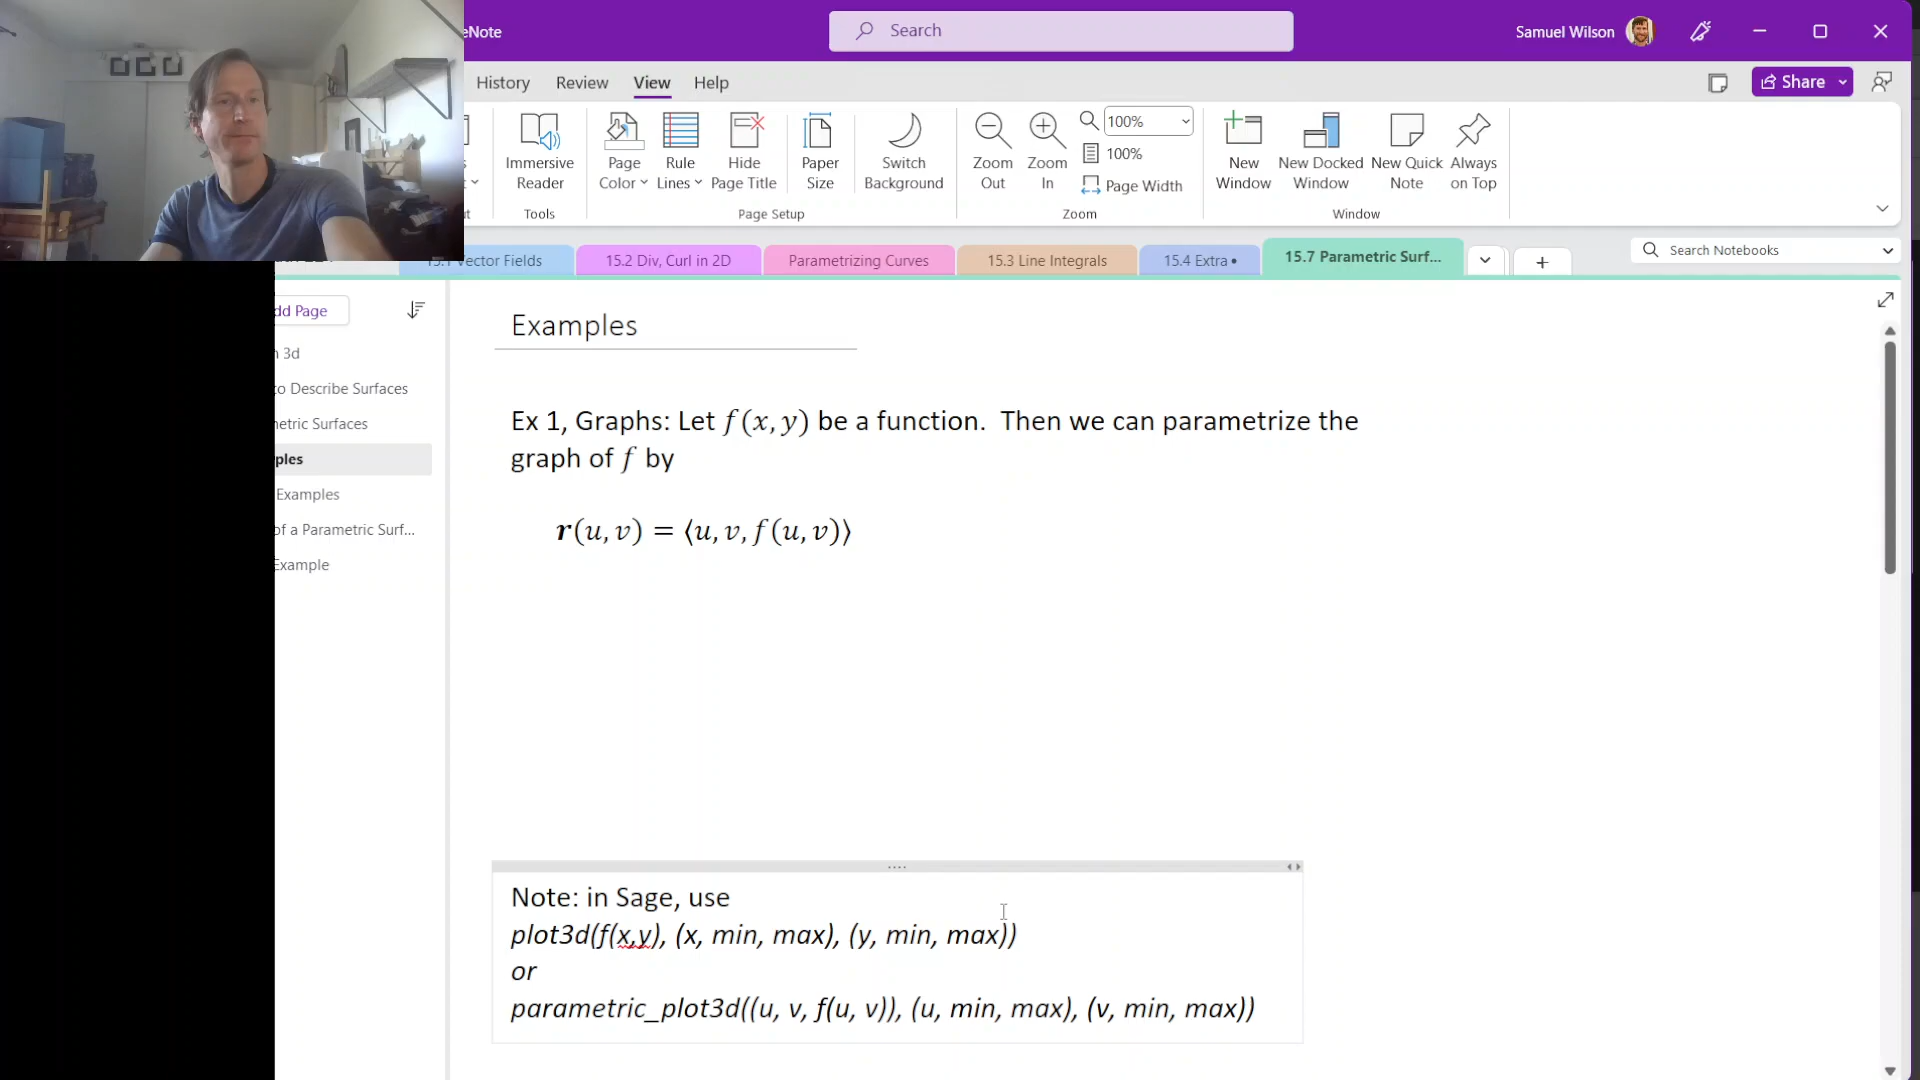 eNote
Search
Samuel Wilson
History Review View Help
Share
Immersive Reader
Page Color
Rule Lines
Hide Page Title
Paper Size
Switch Background
Zoom Out
Zoom In
100%
100%
Page Width
New Window
New Docked Window
New Quick Note
Always on Top
Tools
Page Setup
Zoom
Window
15.1 Vector Fields
15.2 Div, Curl in 2D
Parametrizing Curves
15.3 Line Integrals
15.4 Extra •
15.7 Parametric Surf...
Search Notebooks
dd Page
n 3d
to Describe Surfaces
netric Surfaces
ples
Examples
of a Parametric Surf...
Example
Examples
Ex 1, Graphs: Let f(x, y) be a function. Then we can parametrize the
graph of f by
r(u, v) = ⟨u, v, f(u, v)⟩
Note: in Sage, use
plot3d(f(x,y), (x, min, max), (y, min, max))
or
parametric_plot3d((u, v, f(u, v)), (u, min, max), (v, min, max))